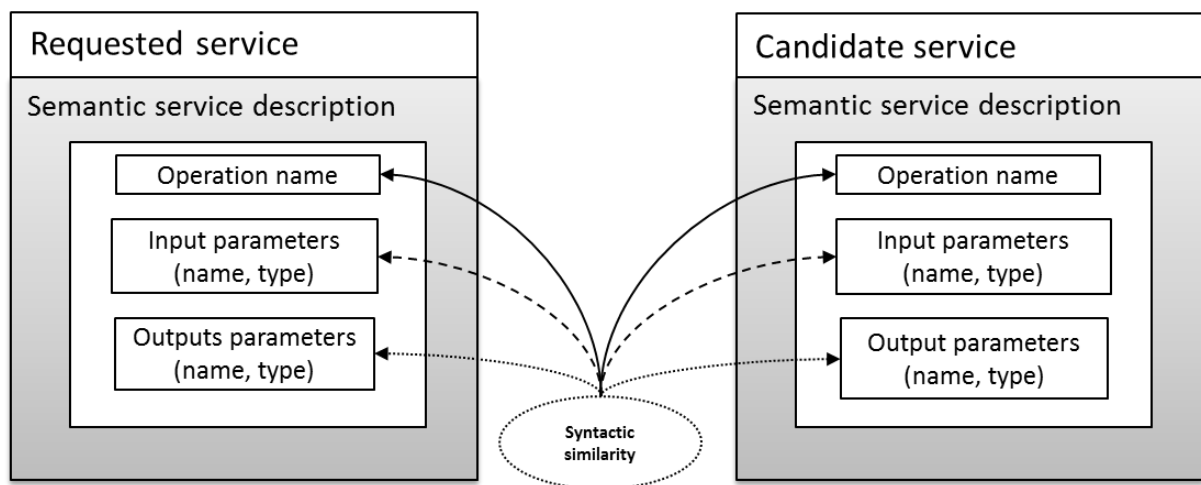 Requested service
Semantic service description
Operation name
Input parameters
(name, type)
Outputs parameters
(name, type)
Syntactic
similarity
Candidate service
Semantic service description
Operation name
Input parameters
(name, type)
Output parameters
(name, type)